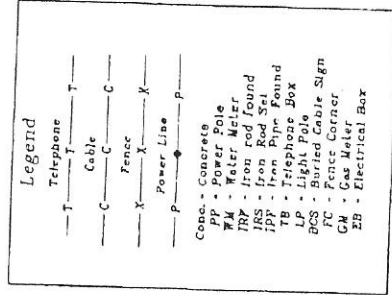 Legend
Telephone
T T T
Cable
C C C
Fence
X X X
Power Line
P P
Conc. - Concrete
PP - Power Pole
WM - Water Meter
IRF - Iron rod found
IRS - Iron Rod Set
IPF - Iron Pipe Found
TB - Telephone Box
LP - Light Pole
BCS - Buried Cable Sign
FC - Fence Corner
GM - Gas Meter
EB - Electrical Box